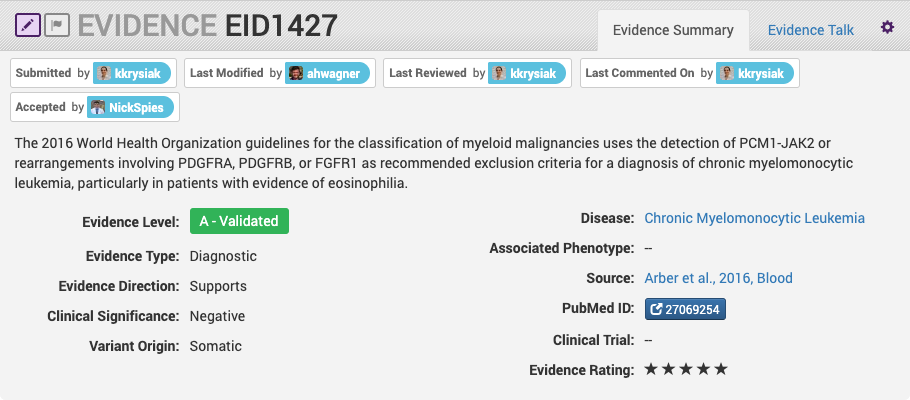 EVIDENCE EID1427
Evidence Summary
Evidence Talk
Submitted by kkrysiak
Last Modified by ahwagner
Last Reviewed by kkrysiak
Last Commented On by kkrysiak
Accepted by NickSpies
The 2016 World Health Organization guidelines for the classification of myeloid malignancies uses the detection of PCM1-JAK2 or
rearrangements involving PDGFRA, PDGFRB, or FGFR1 as recommended exclusion criteria for a diagnosis of chronic myelomonocytic
leukemia, particularly in patients with evidence of eosinophilia.
Evidence Level: A - Validated
Evidence Type: Diagnostic
Evidence Direction: Supports
Clinical Significance: Negative
Variant Origin: Somatic
Disease: Chronic Myelomonocytic Leukemia
Associated Phenotype: --
Source: Arber et al., 2016, Blood
PubMed ID: 27069254
Clinical Trial: --
Evidence Rating: ★★★★★